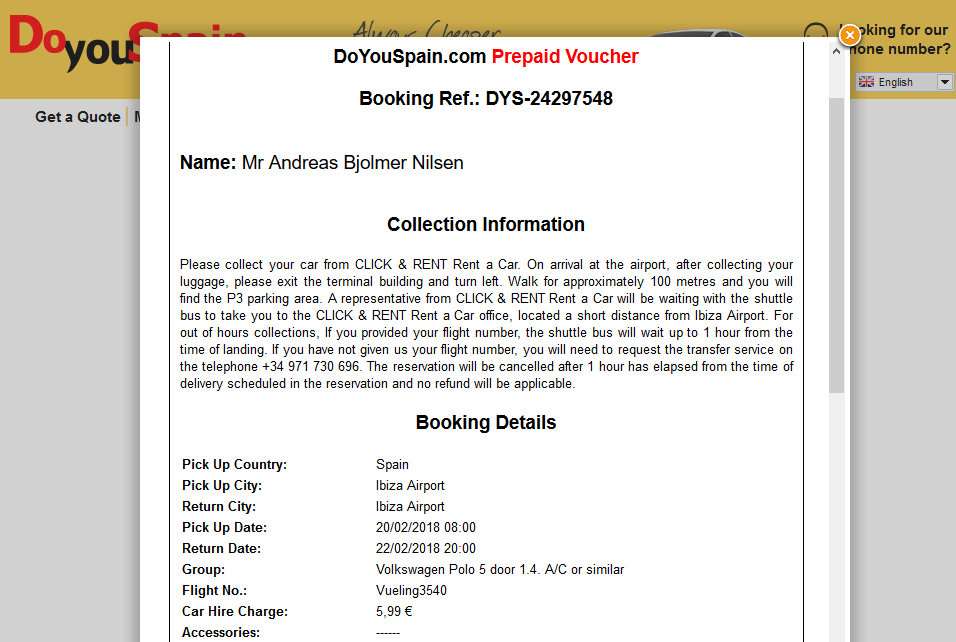 DoyouSpain
Always Cheaper
oking for our
hone number?
English
Get a Quote
DoYouSpain.com Prepaid Voucher
Booking Ref.: DYS-24297548
Name: Mr Andreas Bjolmer Nilsen
Collection Information
Please collect your car from CLICK & RENT Rent a Car. On arrival at the airport, after collecting your
luggage, please exit the terminal building and turn left. Walk for approximately 100 metres and you will
find the P3 parking area. A representative from CLICK & RENT Rent a Car will be waiting with the shuttle
bus to take you to the CLICK & RENT Rent a Car office, located a short distance from Ibiza Airport. For
out of hours collections, If you provided your flight number, the shuttle bus will wait up to 1 hour from the
time of landing. If you have not given us your flight number, you will need to request the transfer service on
the telephone +34 971 730 696. The reservation will be cancelled after 1 hour has elapsed from the time of
delivery scheduled in the reservation and no refund will be applicable.
Booking Details
Pick Up Country: Spain
Pick Up City: Ibiza Airport
Return City: Ibiza Airport
Pick Up Date: 20/02/2018 08:00
Return Date: 22/02/2018 20:00
Group: Volkswagen Polo 5 door 1.4. A/C or similar
Flight No.: Vueling3540
Car Hire Charge: 5,99 €
Accessories: ------